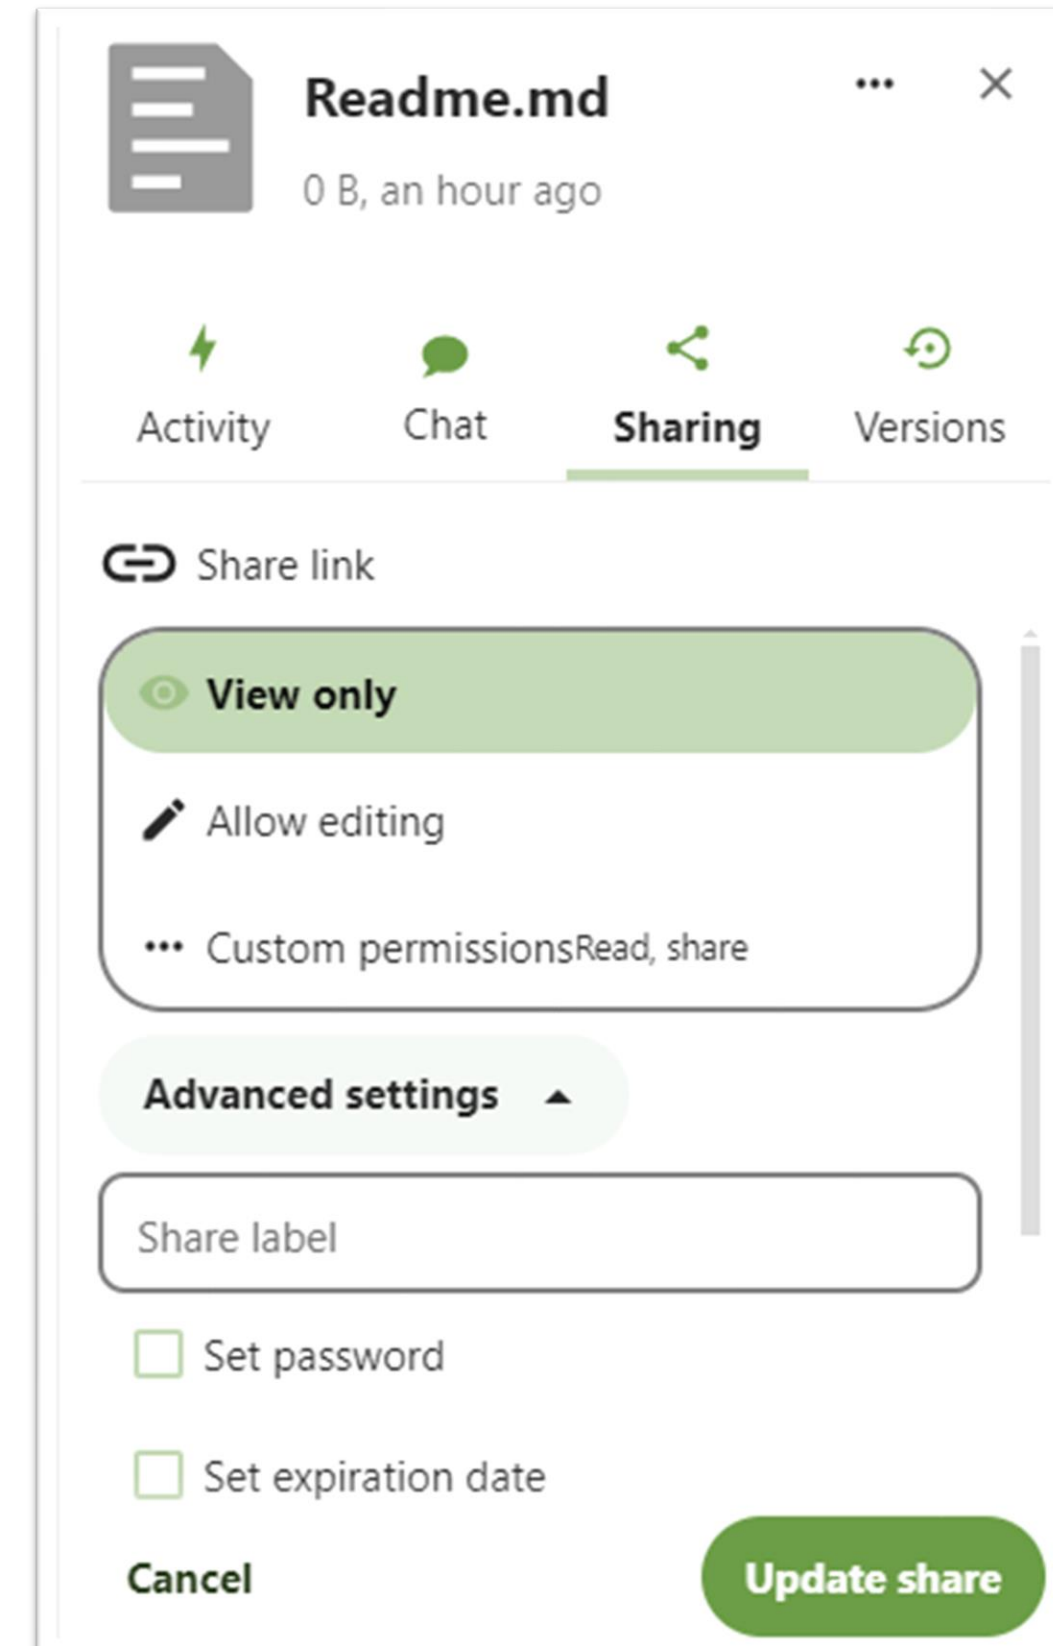 Readme.md
0 B, an hour ago
Activity
Chat
Sharing
Versions
Share link
View only
Allow editing
Custom permissionsRead, share
Advanced settings
Share label
Set password
Set expiration date
Cancel
Update share